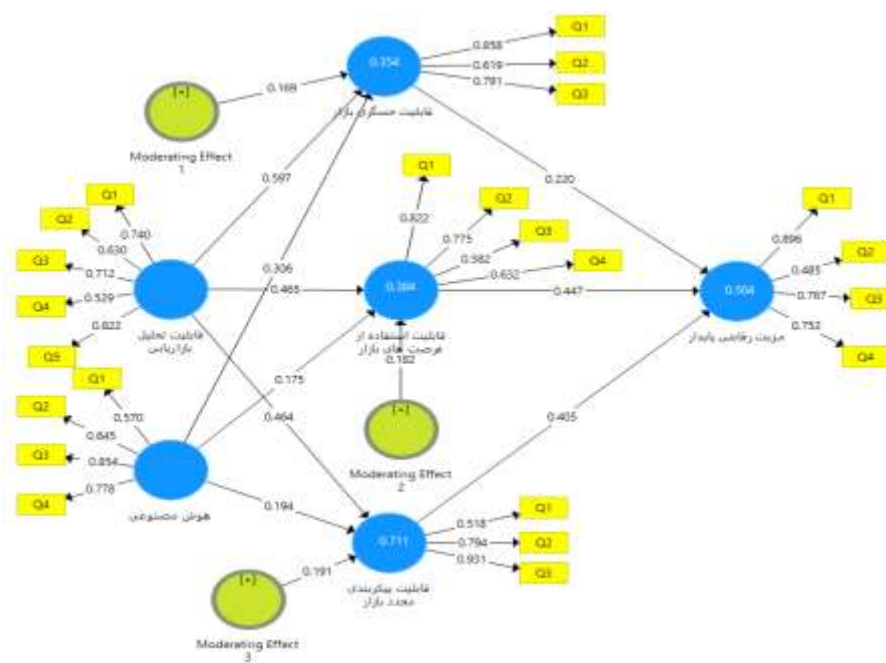 Q1
0.858
0.354
0.619
Q2
0.791
Q3
[+]
0.169
قابلیت حسگری بازار
Moderating Effect
1
0.597
0.220
Q1
Q2
0.740
0.630
Q3
0.712
Q4
0.529
0.822
Q5
قابلیت تحلیل
بازاریابی
0.306
0.465
Q1
0.822
Q2
0.775
Q3
0.582
Q4
0.632
0.384
قابلیت استفاده از
فرصت های بازار
0.447
Q1
0.896
Q2
0.485
0.504
0.787
Q3
0.752
Q4
مزیت رقابتی پایدار
0.182
0.175
0.464
0.405
Q1
0.570
Q2
0.845
Q3
0.854
Q4
0.778
هوش مصنوعی
[+]
Moderating Effect
2
0.194
0.711
0.518
Q1
0.794
Q2
0.931
Q3
قابلیت پیکربندی
مجدد بازار
0.191
[+]
Moderating Effect
3